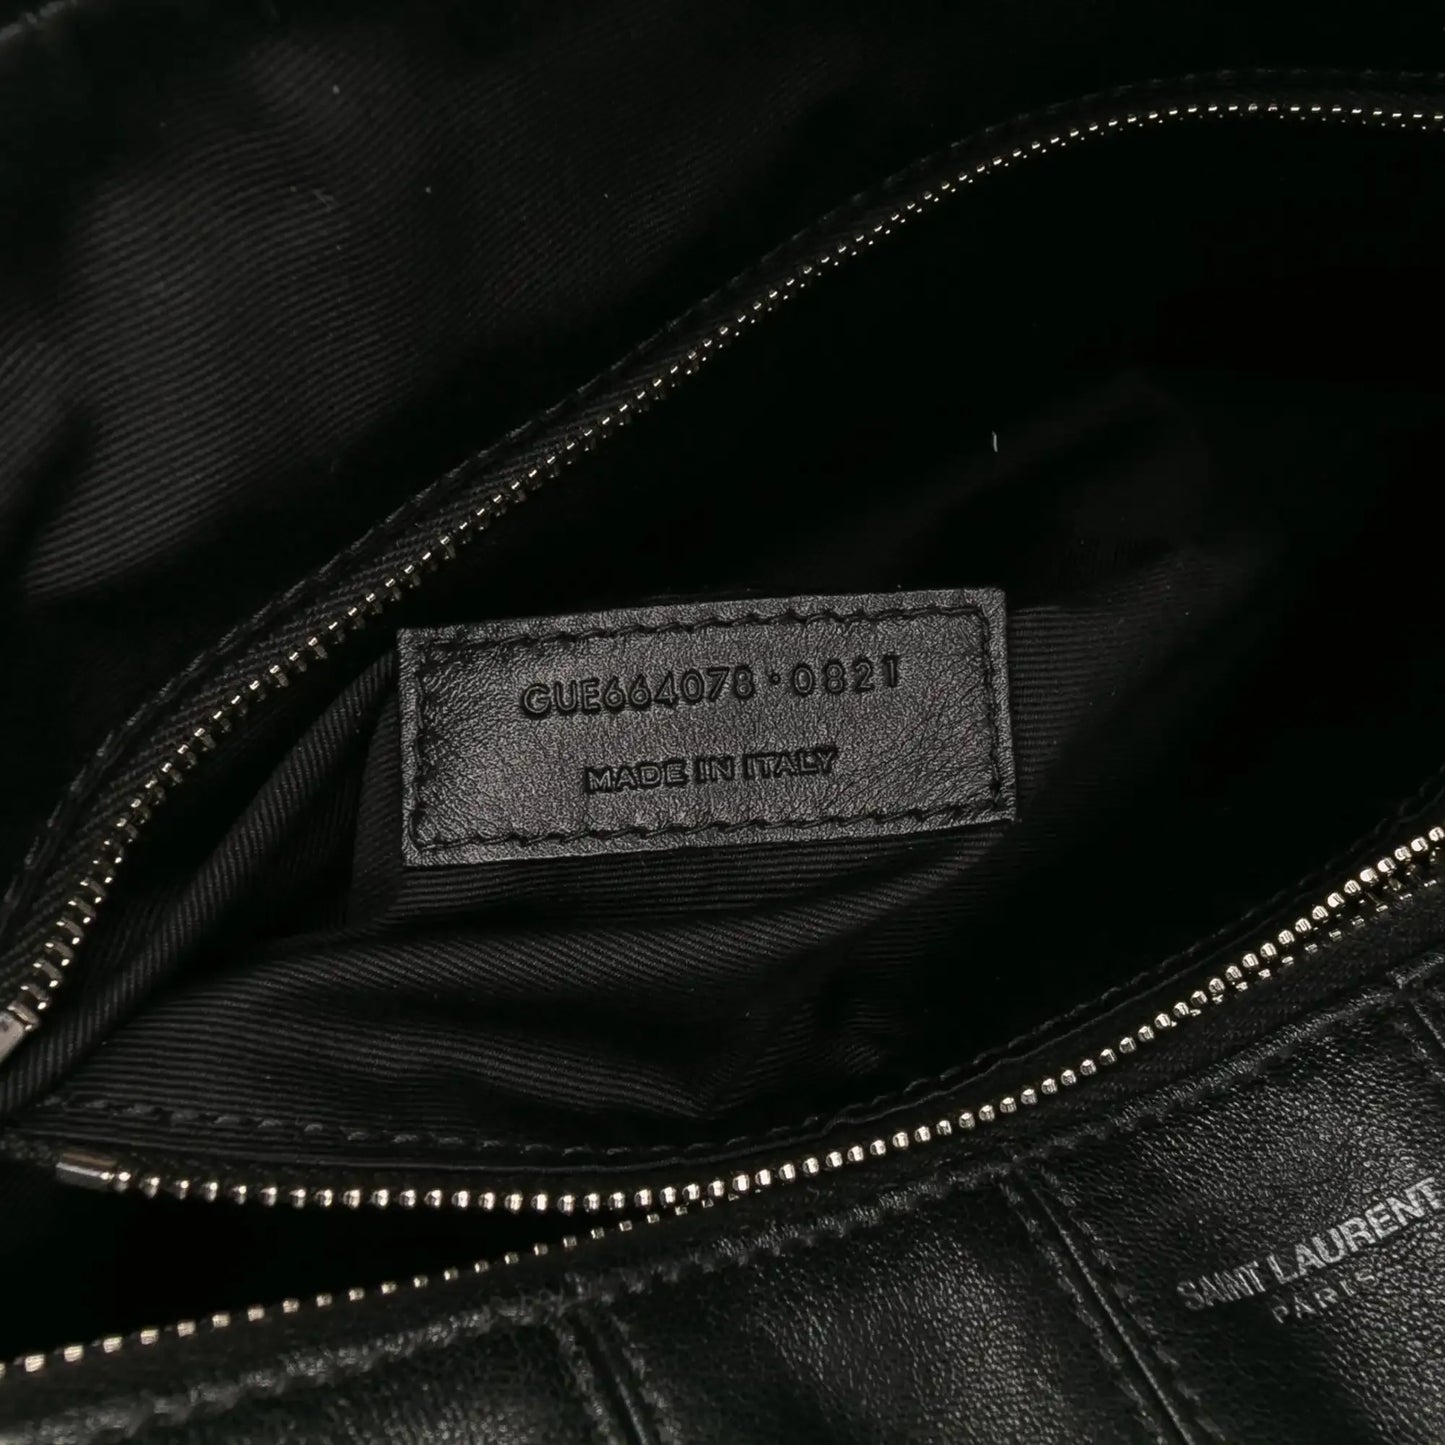 GUE664078·0821
MADE IN ITALY
SAINT LAURENT
PARIS